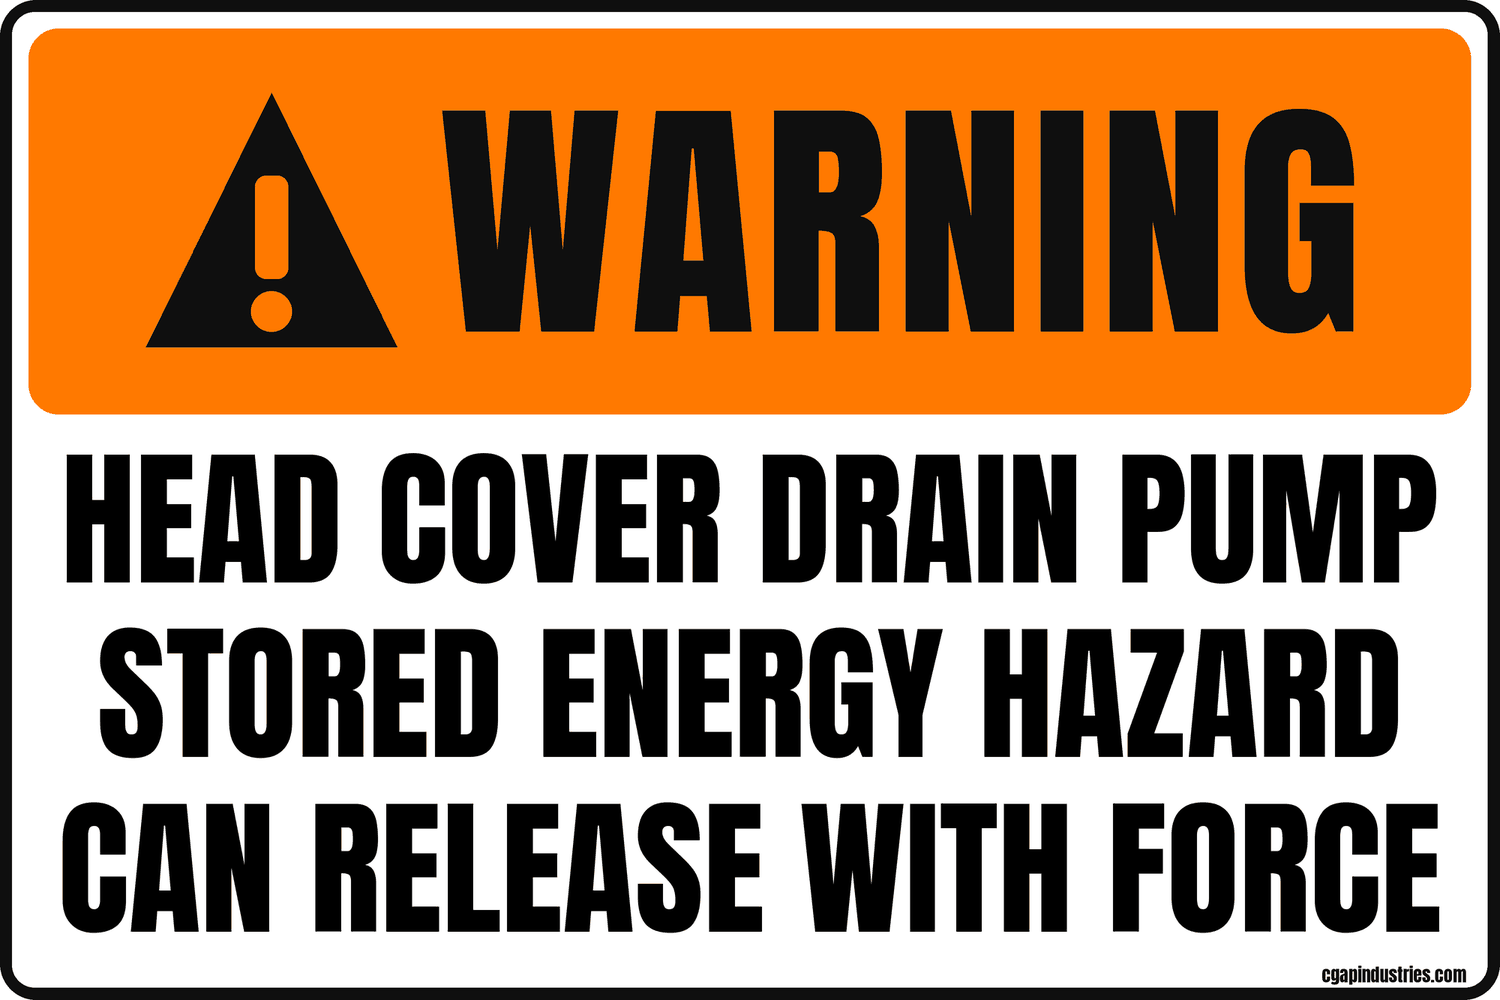 WARNING
HEAD COVER DRAIN PUMP
STORED ENERGY HAZARD
CAN RELEASE WITH FORCE
cgapindustries.com